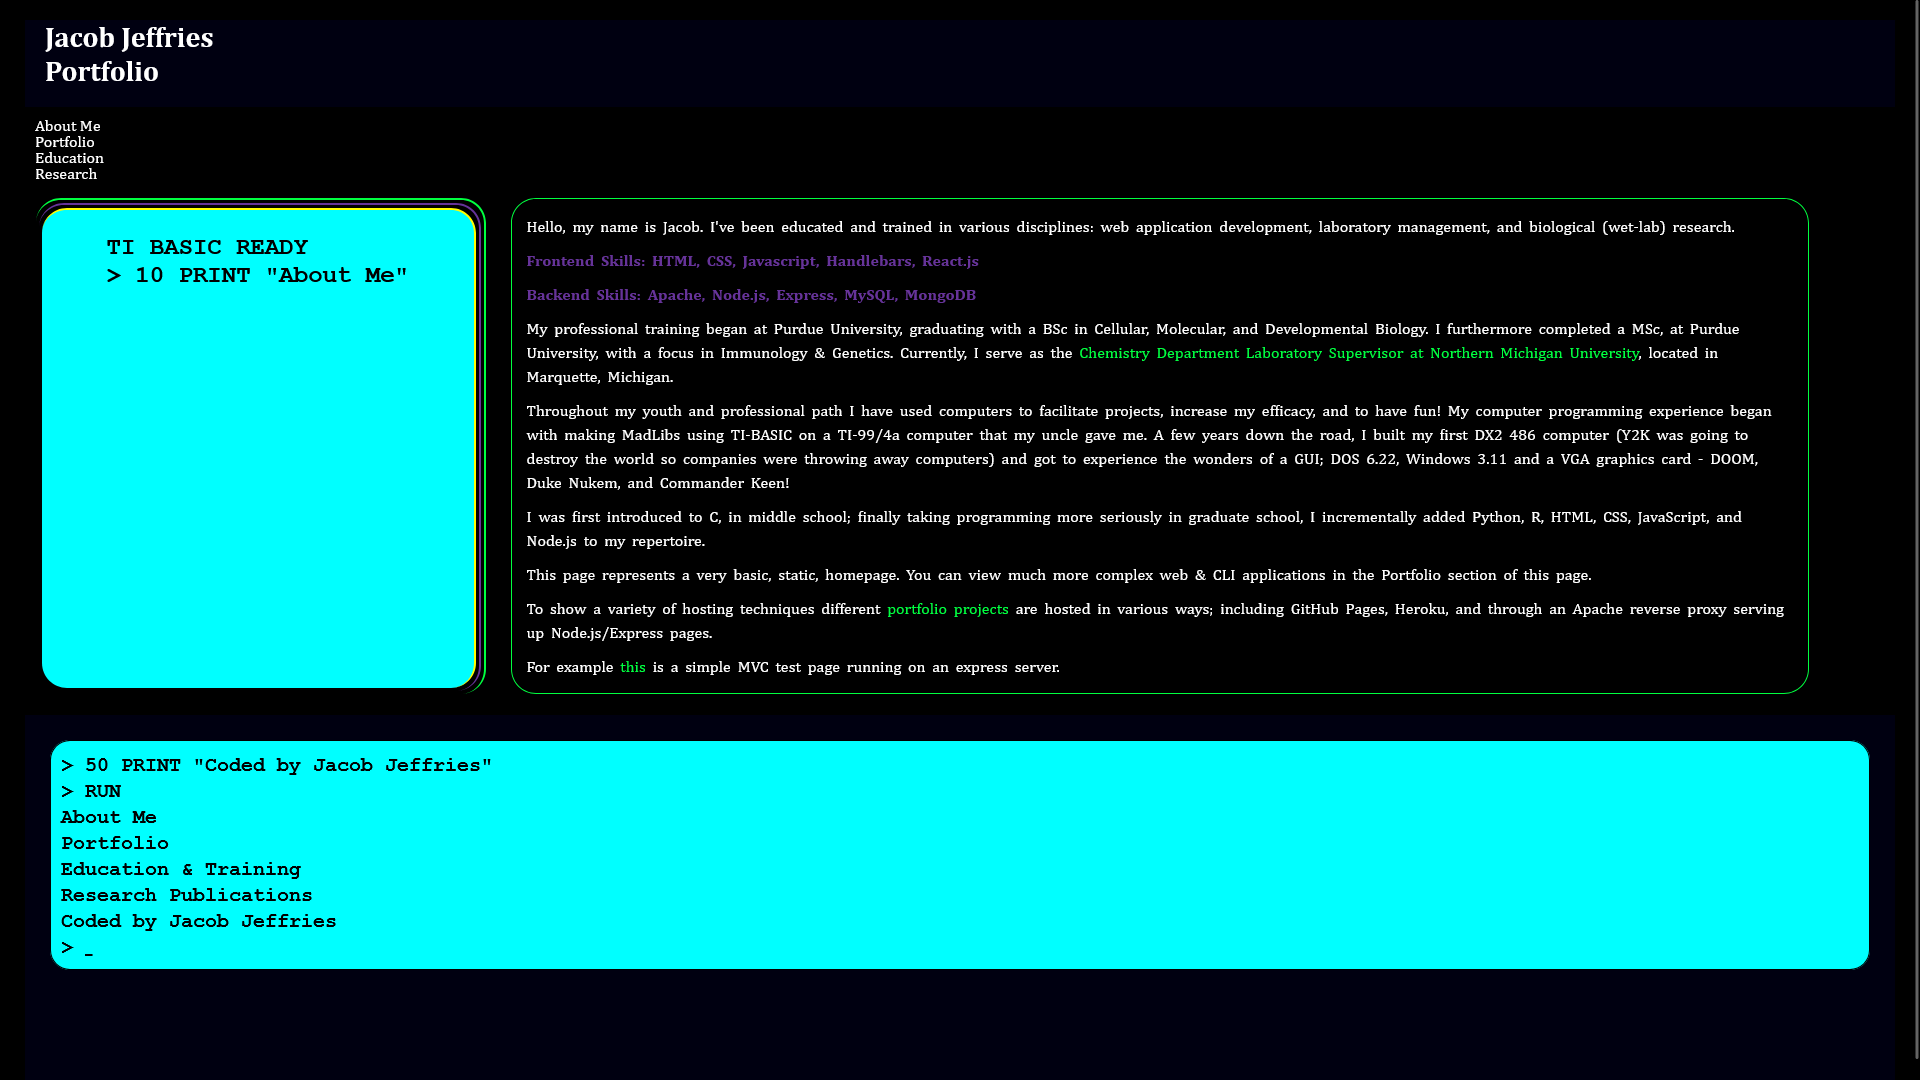 Jacob Jeffries
Portfolio
About Me
Portfolio
Education
Research
TI BASIC READY
> 10 PRINT "About Me"
Hello, my name is Jacob. I've been educated and trained in various disciplines: web application development, laboratory management, and biological (wet-lab) research.
Frontend Skills: HTML, CSS, Javascript, Handlebars, React.js
Backend Skills: Apache, Node.js, Express, MySQL, MongoDB
My professional training began at Purdue University, graduating with a BSc in Cellular, Molecular, and Developmental Biology. I furthermore completed a MSc, at Purdue
University, with a focus in Immunology & Genetics. Currently, I serve as the Chemistry Department Laboratory Supervisor at Northern Michigan University, located in
Marquette, Michigan.
Throughout my youth and professional path I have used computers to facilitate projects, increase my efficacy, and to have fun! My computer programming experience began
with making MadLibs using TI-BASIC on a TI-99/4a computer that my uncle gave me. A few years down the road, I built my first DX2 486 computer (Y2K was going to
destroy the world so companies were throwing away computers) and got to experience the wonders of a GUI; DOS 6.22, Windows 3.11 and a VGA graphics card - DOOM,
Duke Nukem, and Commander Keen!
I was first introduced to C, in middle school; finally taking programming more seriously in graduate school, I incrementally added Python, R, HTML, CSS, JavaScript, and
Node.js to my repertoire.
This page represents a very basic, static, homepage. You can view much more complex web & CLI applications in the Portfolio section of this page.
To show a variety of hosting techniques different portfolio projects are hosted in various ways; including GitHub Pages, Heroku, and through an Apache reverse proxy serving
up Node.js/Express pages.
For example this is a simple MVC test page running on an express server.
> 50 PRINT "Coded by Jacob Jeffries"
> RUN
About Me
Portfolio
Education & Training
Research Publications
Coded by Jacob Jeffries
> _